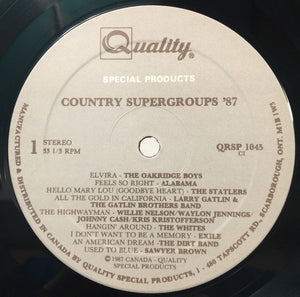 Quality
SPECIAL PRODUCTS
COUNTRY SUPERGROUPS '87
1 STEREO
33 1/3 RPM
QRSP 1045
C1
ELVIRA - THE OAKRIDGE BOYS
FEELS SO RIGHT - ALABAMA
HELLO MARY LOU (GOODBYE HEART) - THE STATLERS
ALL THE GOLD IN CALIFORNIA - LARRY GATLIN &
THE GATLIN BROTHERS BAND
THE HIGHWAYMAN - WILLIE NELSON/WAYLON JENNINGS/
JOHNNY CASH/KRIS KRISTOFFERSON
HANGIN' AROUND - THE WHITES
I DON'T WANT TO BE A MEMORY - EXILE
AN AMERICAN DREAM - THE DIRT BAND
USED TO BLUE - SAWYER BROWN
©1987 CANADA - QUALITY
MANUFACTURED & DISTRIBUTED IN CANADA BY QUALITY SPECIAL PRODUCTS, 480 TAPSCOTT RD, SCARBOROUGH, ONT. M1B 1W3